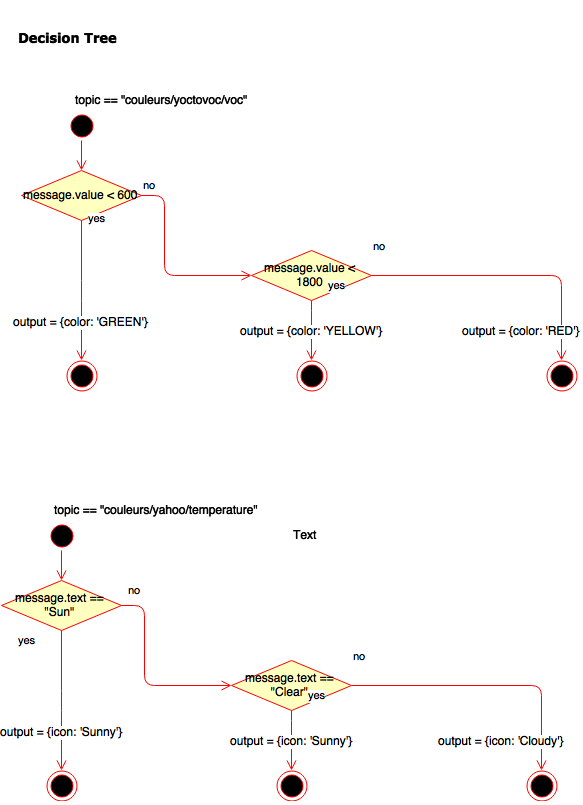 Decision Tree
topic == "couleurs/yoctovoc/voc"
message.value < 600
no
yes
no
message.value <
1800
yes
output = {color: 'GREEN'}
output = {color: 'YELLOW'}
output = {color: 'RED'}
topic == "couleurs/yahoo/temperature"
Text
message.text ==
"Sun"
no
yes
no
message.text ==
"Clear"
yes
output = {icon: 'Sunny'}
output = {icon: 'Sunny'}
output = {icon: 'Cloudy'}